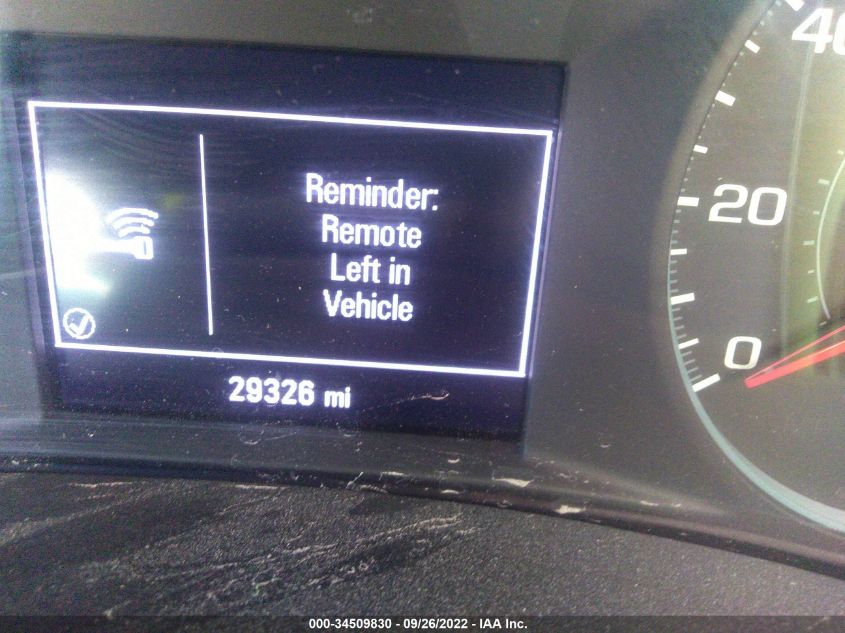 Reminder:
Remote
Left in
Vehicle
29326 mi
20
0
000-34509830 - 09/26/2022 - IAA Inc.